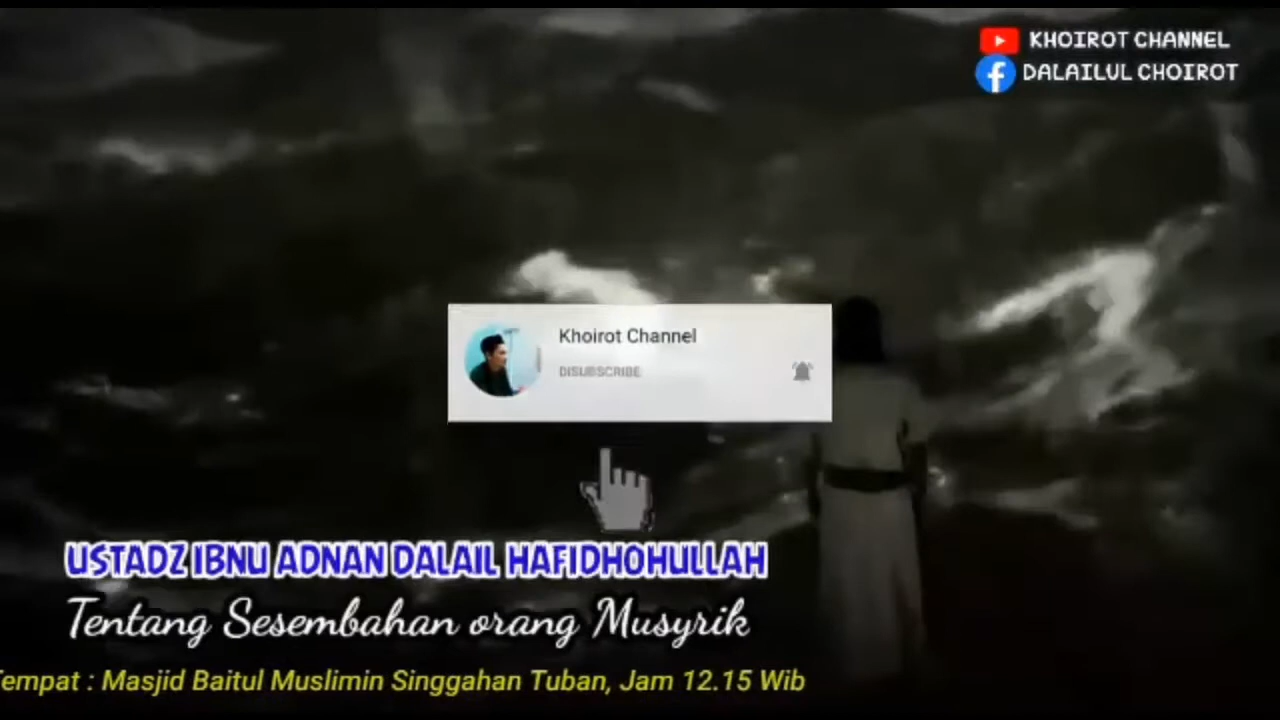 KHOIROT CHANNEL
DALAILUL CHOIROT
Khoirot Channel
DISUBSCRIBE
USTADZ IBNU ADNAN DALAIL HAFIDHOHULLAH
Tentang Sesembahan orang Musyrik
Tempat : Masjid Baitul Muslimin Singgahan Tuban, Jam 12.15 Wib